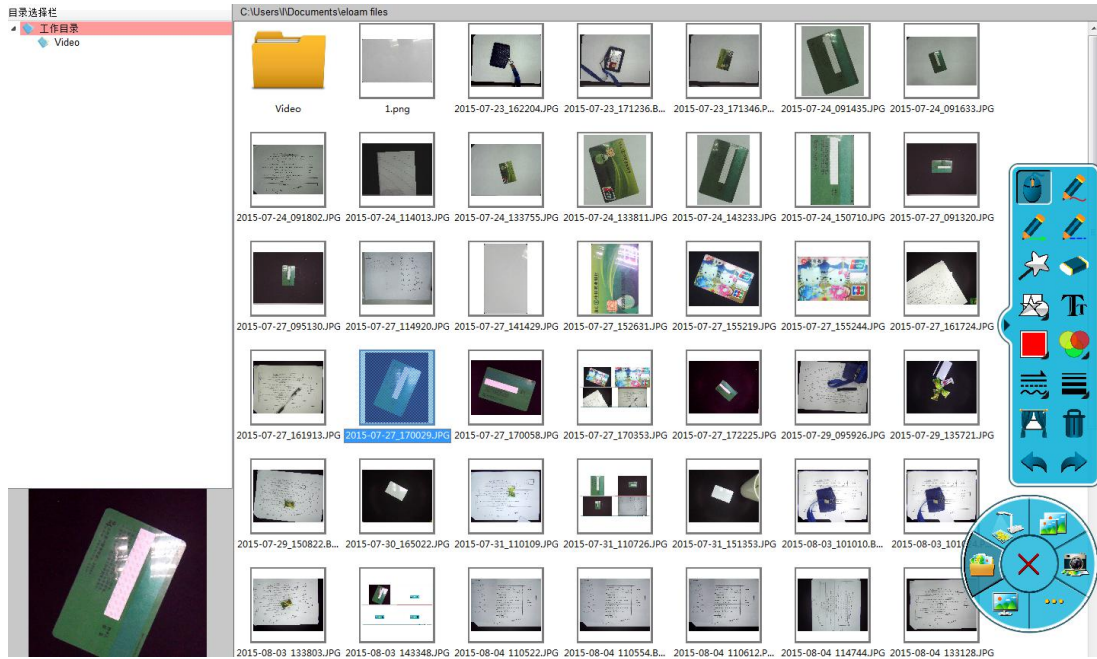 目录选择栏
工作目录
Video
C:\Users\I\Documents\eloam files
Video
1.png
2015-07-23_162204.JPG
2015-07-23_171236.B...
2015-07-23_171346.P...
2015-07-24_091435.JPG
2015-07-24_091633.JPG
2015-07-24_091802.JPG
2015-07-24_114013.JPG
2015-07-24_133755.JPG
2015-07-24_133811.JPG
2015-07-24_143233.JPG
2015-07-24_150710.JPG
2015-07-27_091320.JPG
2015-07-27_095130.JPG
2015-07-27_114920.JPG
2015-07-27_141429.JPG
2015-07-27_152631.JPG
2015-07-27_155219.JPG
2015-07-27_155244.JPG
2015-07-27_161724.JPG
2015-07-27_161913.JPG
2015-07-27_170029.JPG
2015-07-27_170058.JPG
2015-07-27_170353.JPG
2015-07-27_172225.JPG
2015-07-29_095926.JPG
2015-07-29_135721.JPG
2015-07-29_150822.B...
2015-07-30_165022.JPG
2015-07-31_110109.JPG
2015-07-31_110726.JPG
2015-07-31_151353.JPG
2015-08-03_101010.B...
2015-08-03_101
2015-08-03_133803.JPG
2015-08-03_143348.JPG
2015-08-04_110522.JPG
2015-08-04_110554.B...
2015-08-04_110612.P...
2015-08-04_114744.JPG
2015-08-04_133128.JPG
Tr